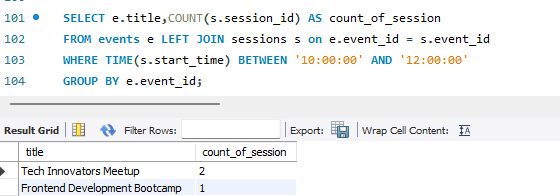 101 SELECT e.title,COUNT(s.session_id) AS count_of_session
102 FROM events e LEFT JOIN sessions s on e.event_id = s.event_id
103 WHERE TIME(s.start_time) BETWEEN '10:00:00' AND '12:00:00'
104 GROUP BY e.event_id;
Result Grid Filter Rows: Export: Wrap Cell Content:
title count_of_session
Tech Innovators Meetup 2
Frontend Development Bootcamp 1